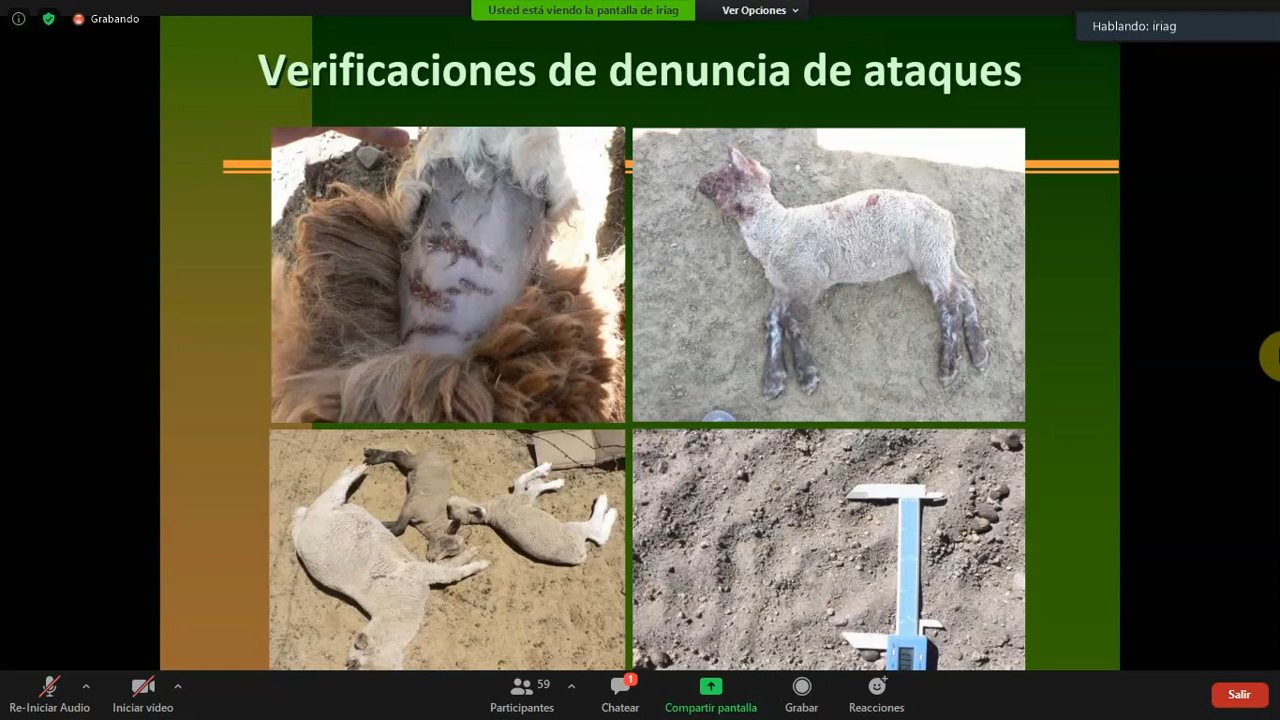 Grabando
Usted está viendo la pantalla de iriag
Ver Opciones
Hablando: iriag
Verificaciones de denuncia de ataques
Re-Iniciar Audio
Iniciar video
59
Participantes
1
Chatear
Compartir pantalla
Grabar
Reacciones
Salir